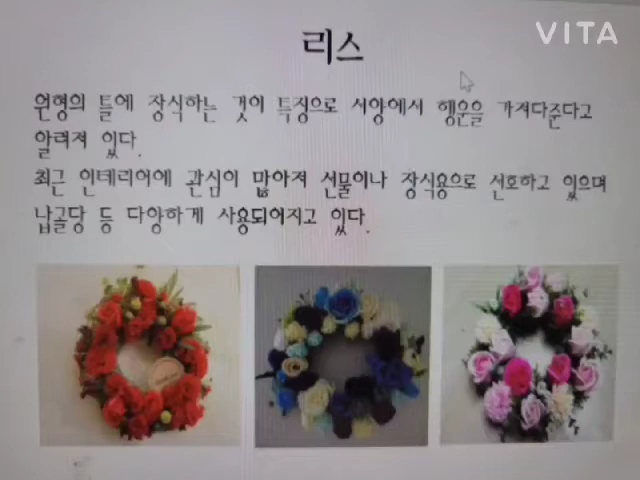 VITA
리스
원형의 틀에 장식하는 것이 특징으로 서양에서 행운을 가져다준다고
알려져 있다.
최근 인테리어에 관심이 많아져 선물이나 장식용으로 선호하고 있으며
납골당 등 다양하게 사용되어지고 있다.